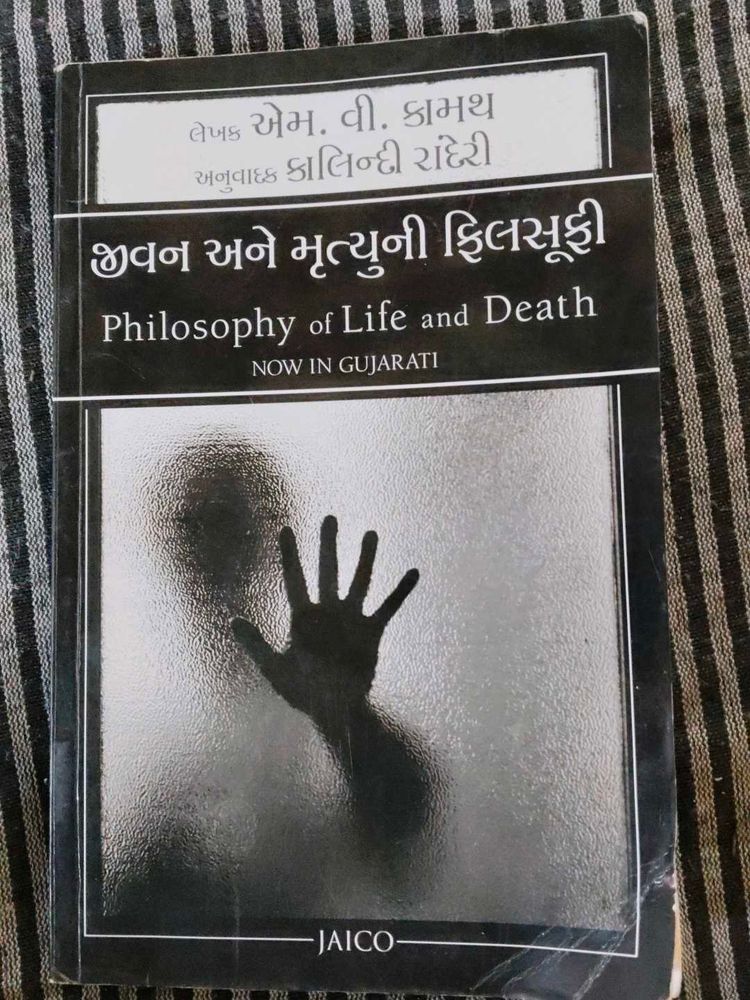 લેખક એમ. વી. કામથ
અનુવાદક કાલિન્દી રાંદેરી
જીવન અને મૃત્યુની ફિલસૂફી
Philosophy of Life and Death
NOW IN GUJARATI
JAICO